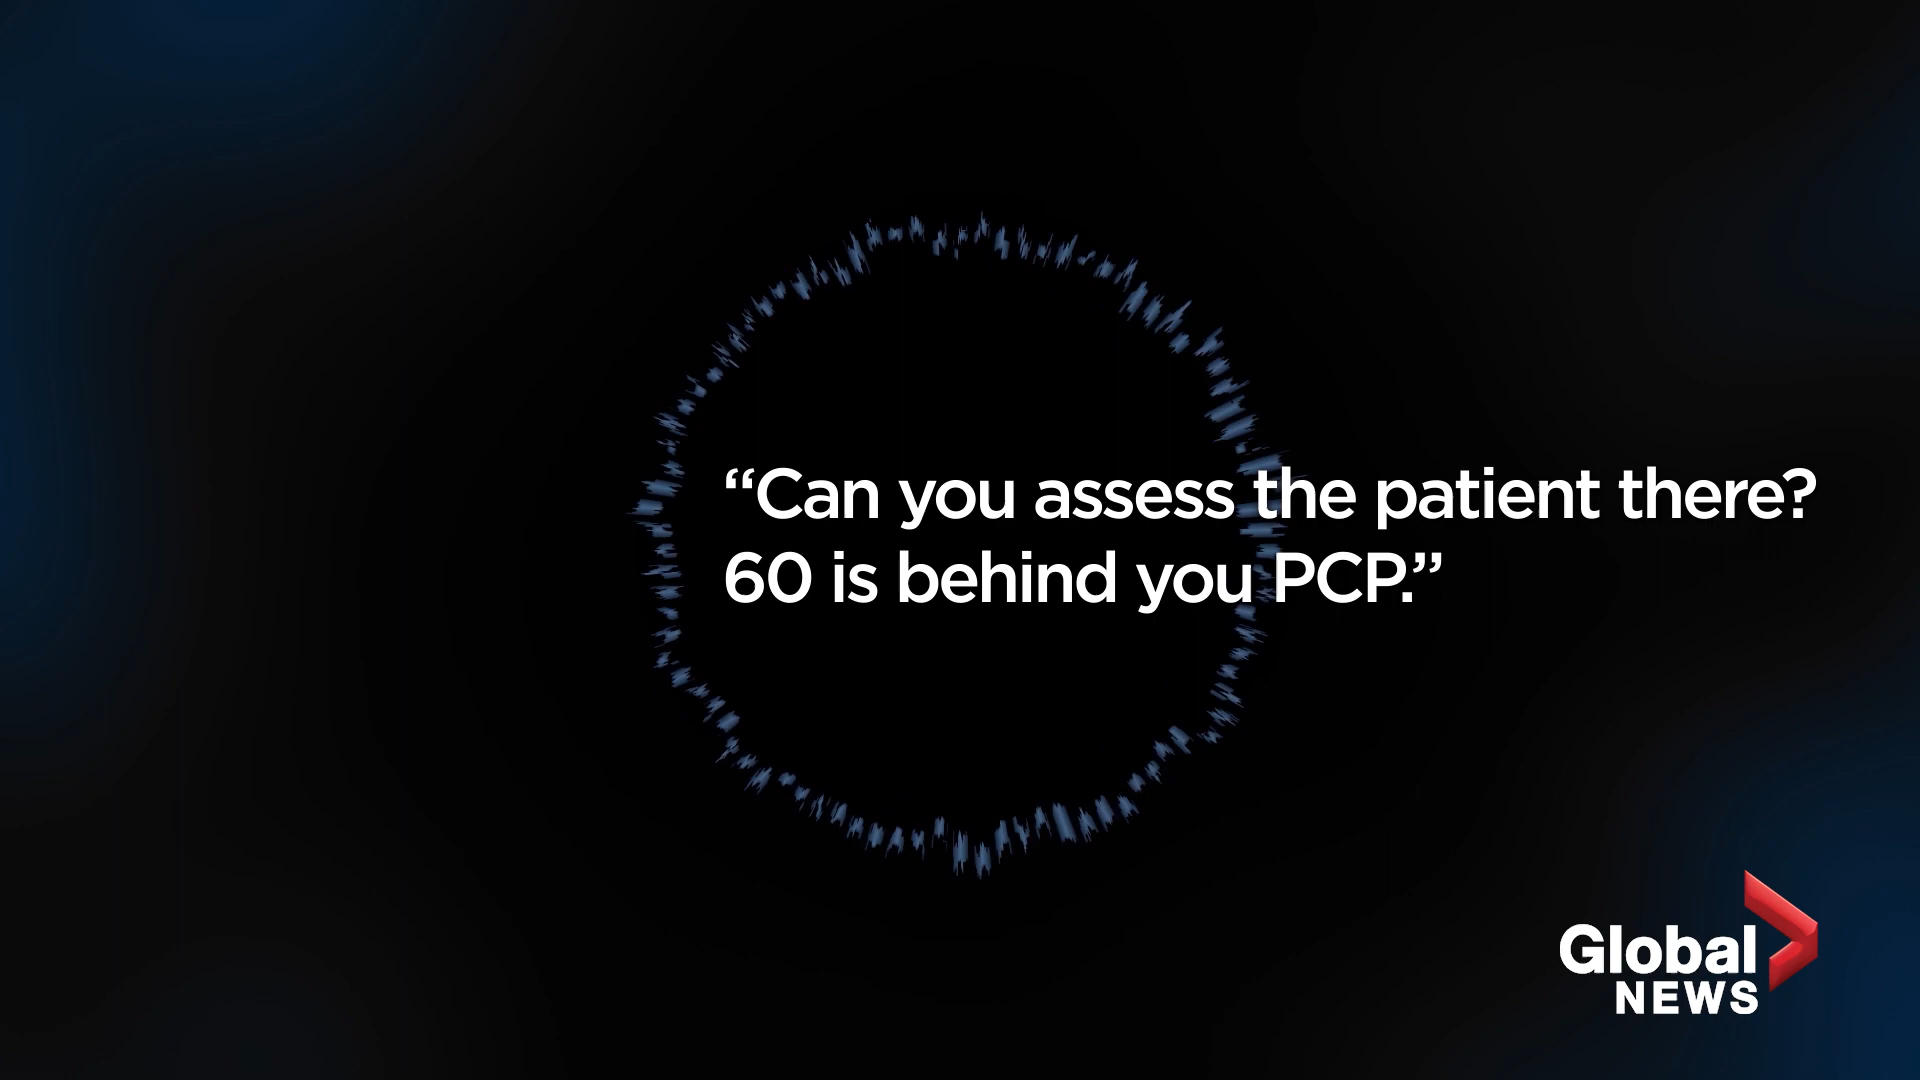 “Can you assess the patient there?
60 is behind you PCP.”
Global
NEWS